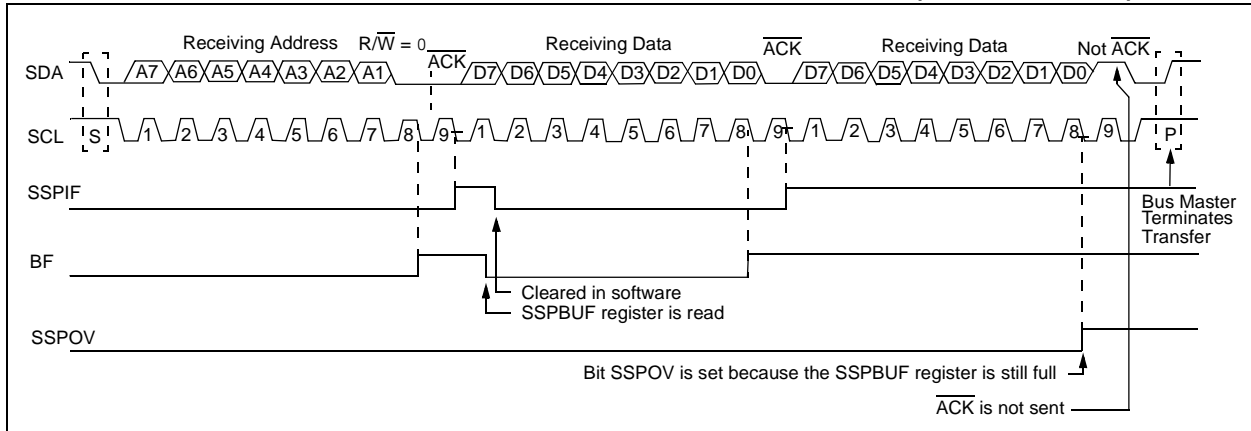 Receiving Address R/W̅ = 0 A̅C̅K̅ Receiving Data A̅C̅K̅ Receiving Data Not A̅C̅K̅
SDA A7 A6 A5 A4 A3 A2 A1 D7 D6 D5 D4 D3 D2 D1 D0 D7 D6 D5 D4 D3 D2 D1 D0
SCL S 1 2 3 4 5 6 7 8 9 1 2 3 4 5 6 7 8 9 1 2 3 4 5 6 7 8 9 P
SSPIF
Bus Master
Terminates
Transfer
BF
Cleared in software
SSPBUF register is read
SSPOV
Bit SSPOV is set because the SSPBUF register is still full
A̅C̅K̅ is not sent